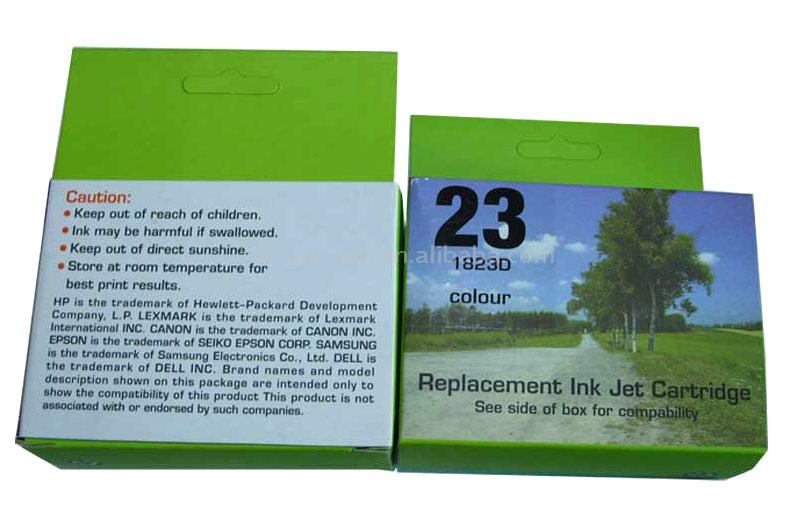 Caution:
• Keep out of reach of children.
• Ink may be harmful if swallowed.
• Keep out of direct sunshine.
• Store at room temperature for
best print results.
HP is the trademark of Hewlett-Packard Development
Company, L.P. LEXMARK is the trademark of Lexmark
International INC. CANON is the trademark of CANON INC.
EPSON is the trademark of SEIKO EPSON CORP. SAMSUNG
is the trademark of Samsung Electronics Co., Ltd. DELL is
the trademark of DELL INC. Brand names and model
description shown on this package are intended only to
show the compatibility of this product This product is not
associated with or endorsed by such companies.
23
1823D
colour
Replacement Ink Jet Cartridge
See side of box for compability